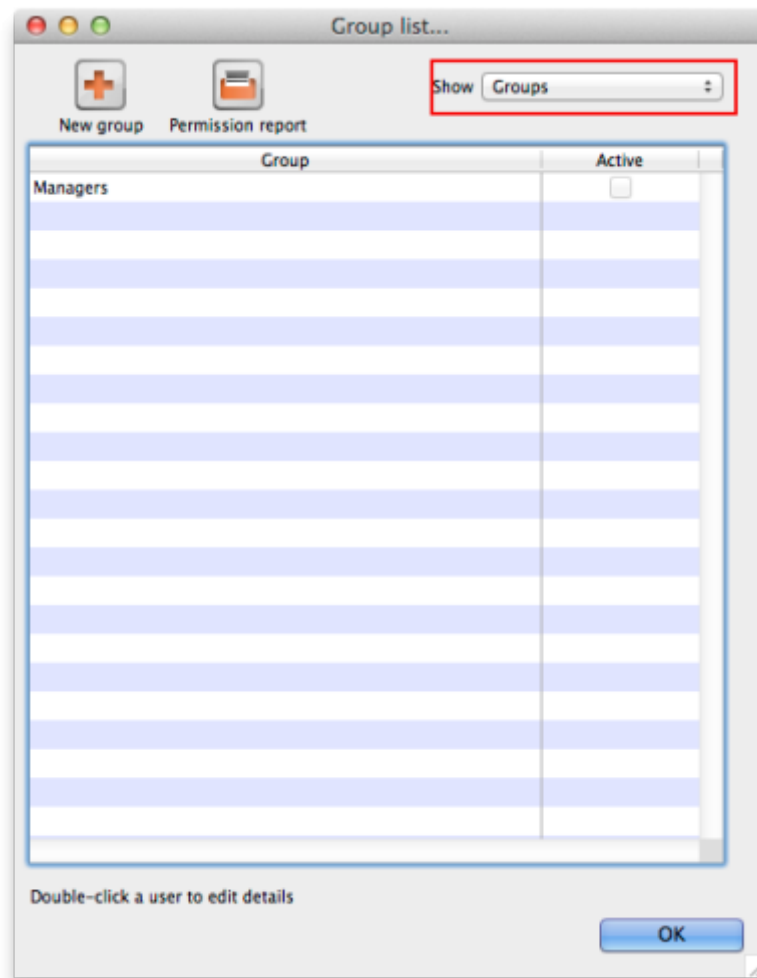 Group list...
Show Groups
New group Permission report
Group Active
Managers
Double-click a user to edit details
OK